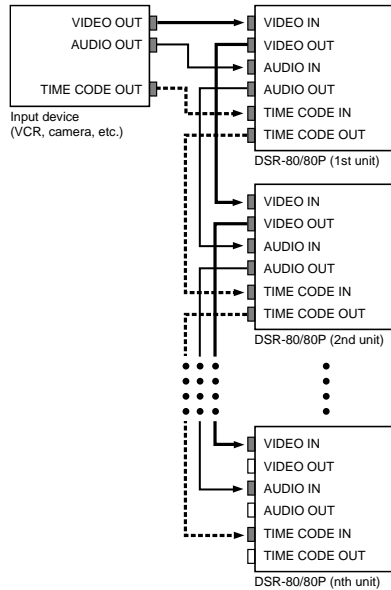 VIDEO OUT
AUDIO OUT
TIME CODE OUT
Input device
(VCR, camera, etc.)
VIDEO IN
VIDEO OUT
AUDIO IN
AUDIO OUT
TIME CODE IN
TIME CODE OUT
DSR-80/80P (1st unit)
VIDEO IN
VIDEO OUT
AUDIO IN
AUDIO OUT
TIME CODE IN
TIME CODE OUT
DSR-80/80P (2nd unit)
VIDEO IN
VIDEO OUT
AUDIO IN
AUDIO OUT
TIME CODE IN
TIME CODE OUT
DSR-80/80P (nth unit)